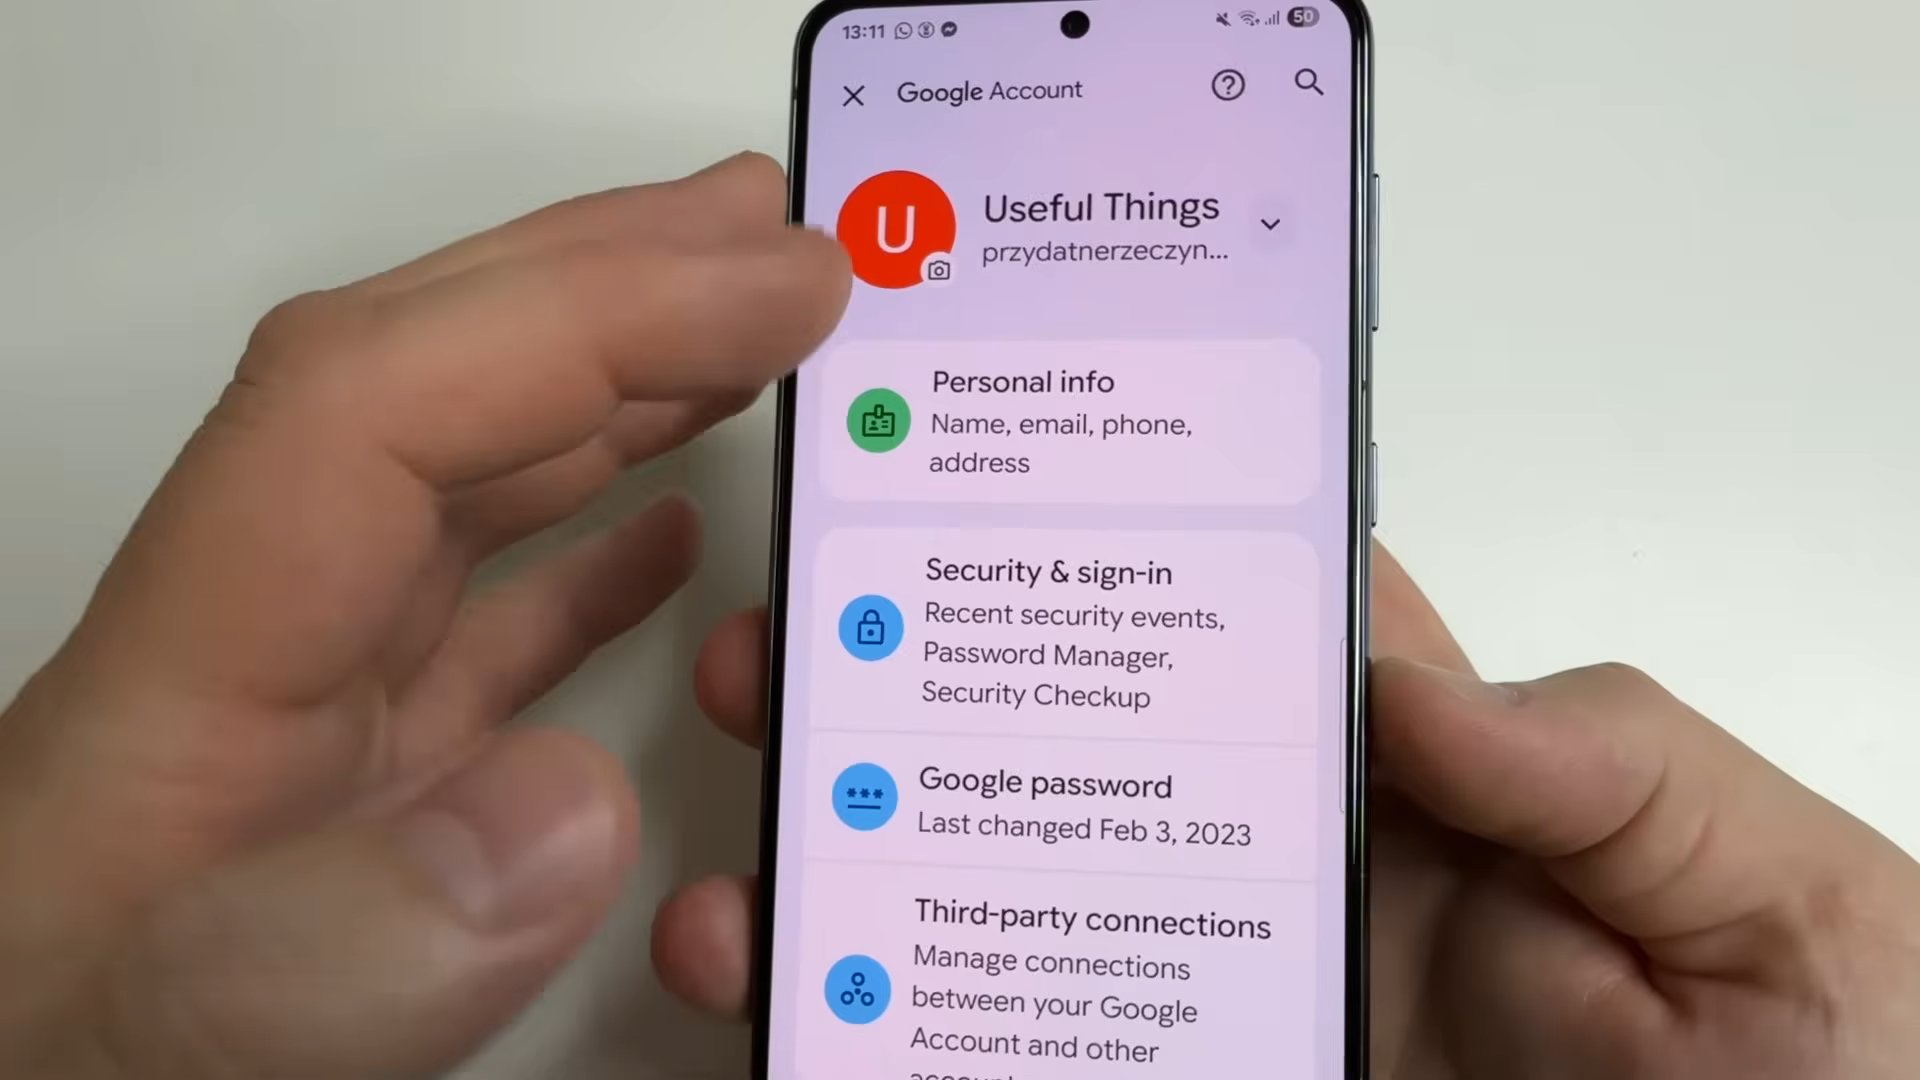 13:11
50
Google Account
U
Useful Things
przydatnerzeczyn...
Personal info
Name, email, phone,
address
Security & sign-in
Recent security events,
Password Manager,
Security Checkup
Google password
Last changed Feb 3, 2023
Third-party connections
Manage connections
between your Google
Account and other